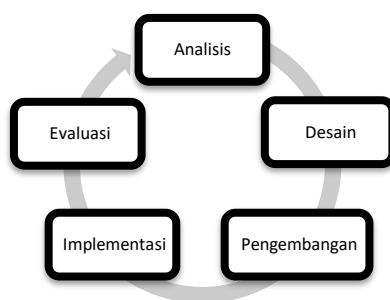 Analisis
Desain
Pengembangan
Implementasi
Evaluasi